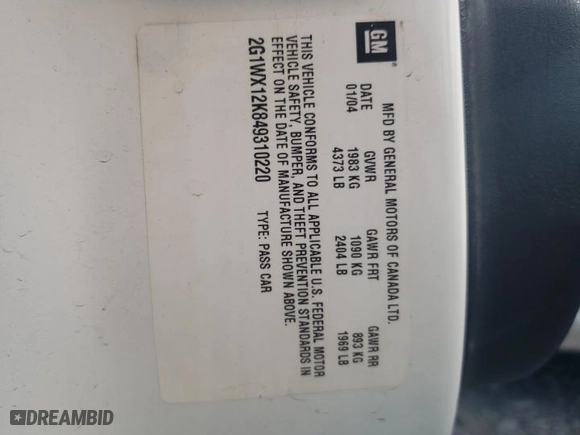 GM
MFD BY GENERAL MOTORS OF CANADA LTD.
DATE GVWR GAWR FRT GAWR RR
01/04 1983 KG 1090 KG 893 KG
4373 LB 2404 LB 1969 LB
THIS VEHICLE CONFORMS TO ALL APPLICABLE U.S. FEDERAL MOTOR
VEHICLE SAFETY, BUMPER, AND THEFT PREVENTION STANDARDS IN
EFFECT ON THE DATE OF MANUFACTURE SHOWN ABOVE.
2G1WX12K849310220 TYPE: PASS CAR
DREAMBID